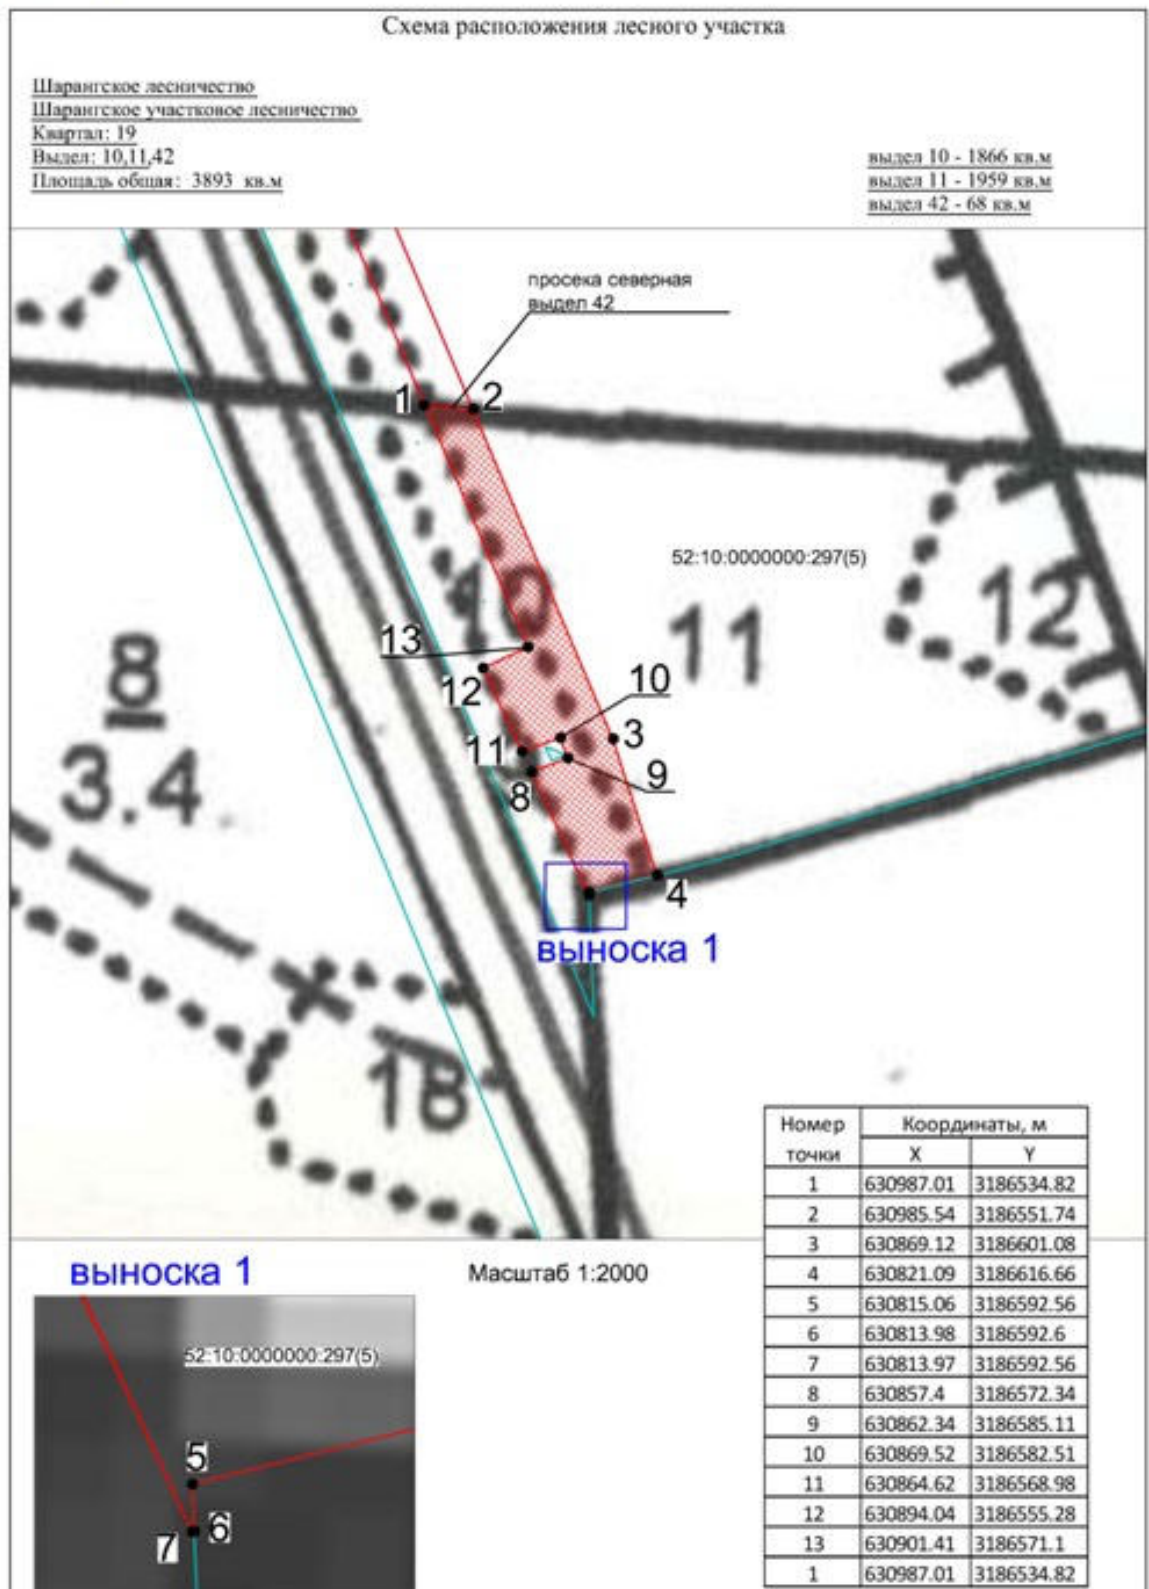 Схема расположения лесного участка
Шарангское лесничество
Шарангское участковое лесничество
Квартал: 19
Выдел: 10,11,42
Площадь общая: 3893 кв.м
выдел 10 - 1866 кв.м
выдел 11 - 1959 кв.м
выдел 42 - 68 кв.м
просека северная
выдел 42
1
2
52:10:0000000:297(5)
10
11
12
13
12
10
3
11
9
8
4
8
3.4
выноска 1
18
Номер точки Координаты, м
X Y
1 630987.01 3186534.82
2 630985.54 3186551.74
3 630869.12 3186601.08
4 630821.09 3186616.66
5 630815.06 3186592.56
6 630813.98 3186592.6
7 630813.97 3186592.56
8 630857.4 3186572.34
9 630862.34 3186585.11
10 630869.52 3186582.51
11 630864.62 3186568.98
12 630894.04 3186555.28
13 630901.41 3186571.1
1 630987.01 3186534.82
выноска 1
Масштаб 1:2000
52:10:0000000:297(5)
5
6
7